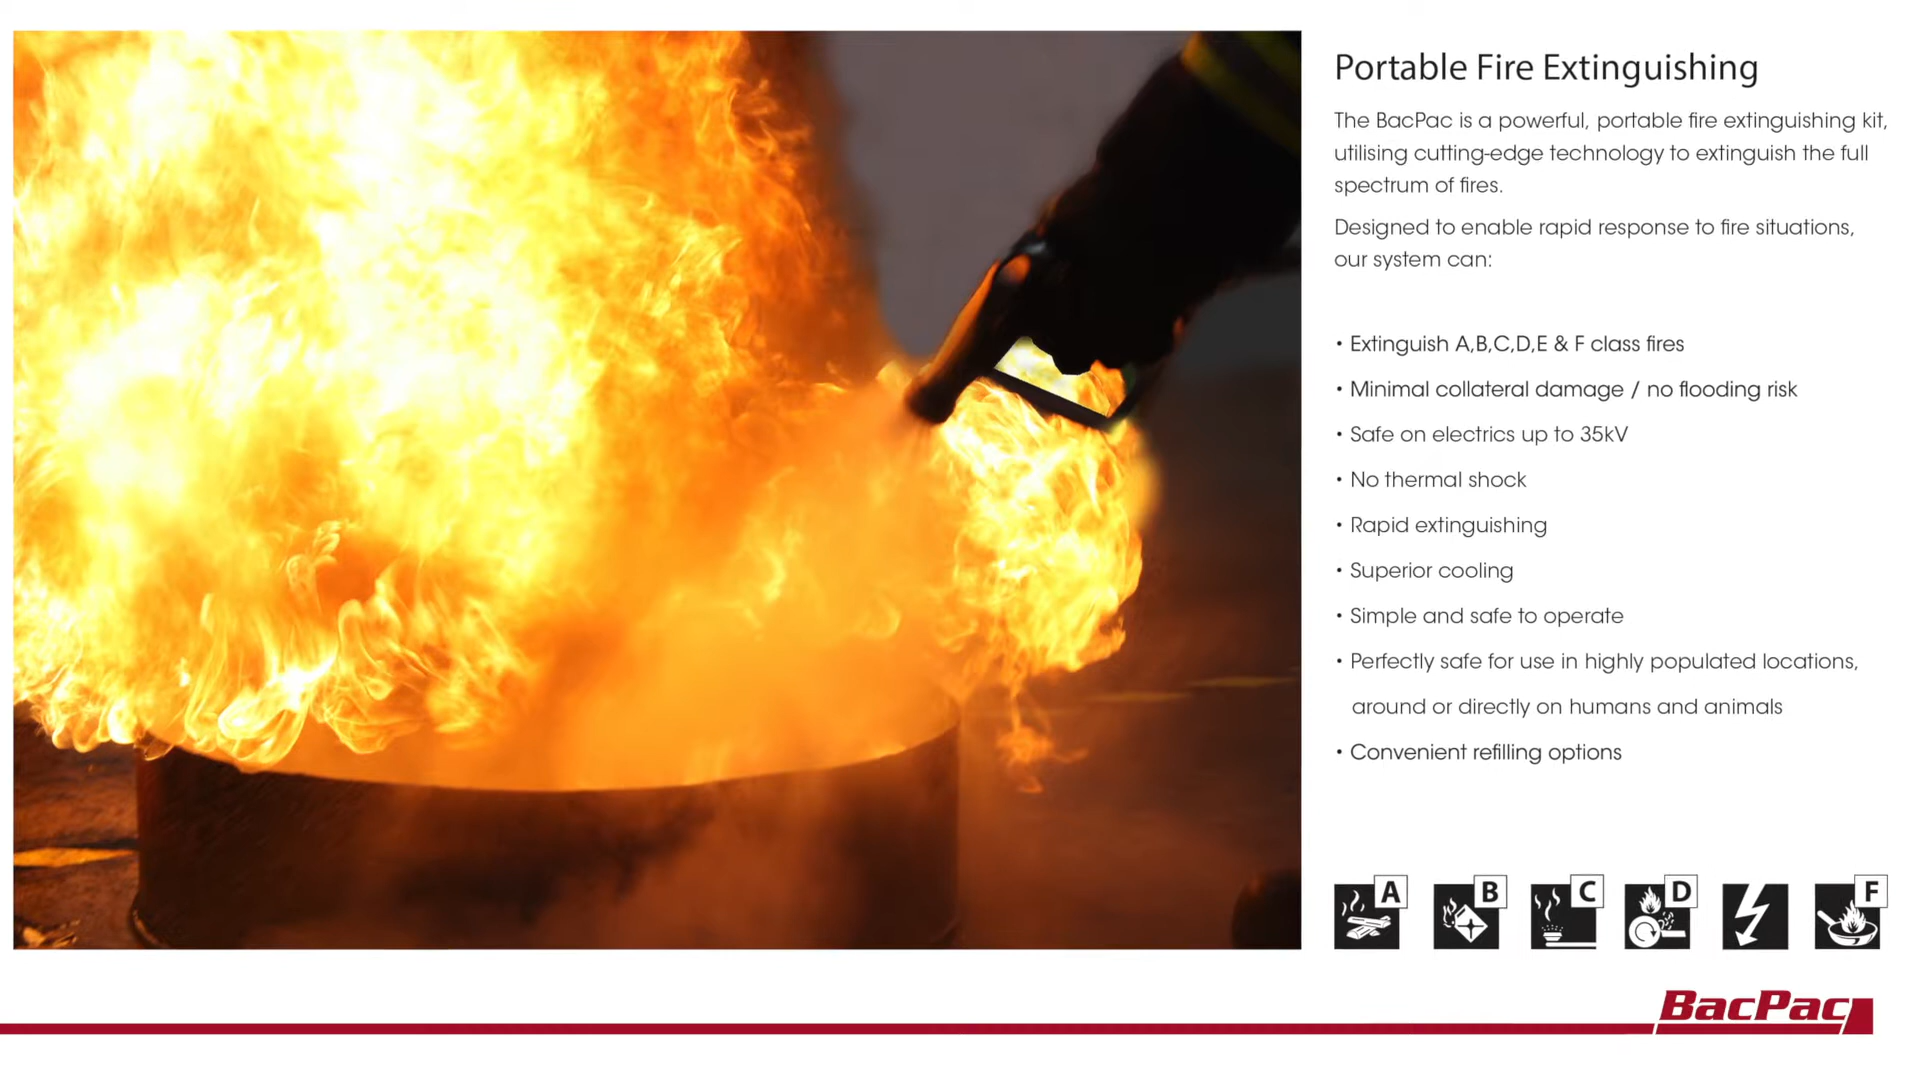 Portable Fire Extinguishing
The BacPac is a powerful, portable fire extinguishing kit,
utilising cutting-edge technology to extinguish the full
spectrum of fires.
Designed to enable rapid response to fire situations,
our system can:
• Extinguish A,B,C,D,E & F class fires
• Minimal collateral damage / no flooding risk
• Safe on electrics up to 35kV
• No thermal shock
• Rapid extinguishing
• Superior cooling
• Simple and safe to operate
• Perfectly safe for use in highly populated locations,
around or directly on humans and animals
• Convenient refilling options
A B C D F
BacPac